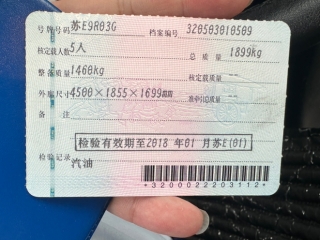 号牌号码 苏E9R03G 档案编号 320503010509
核定载人数 5人 总质量 1899kg
整备质量 1460kg 核定载质量 --
外廓尺寸 4500×1855×1699mm 准牵引总质量 --
备注
检验有效期至2018年01月苏E(01)
检验记录
汽油
*3200022203112*